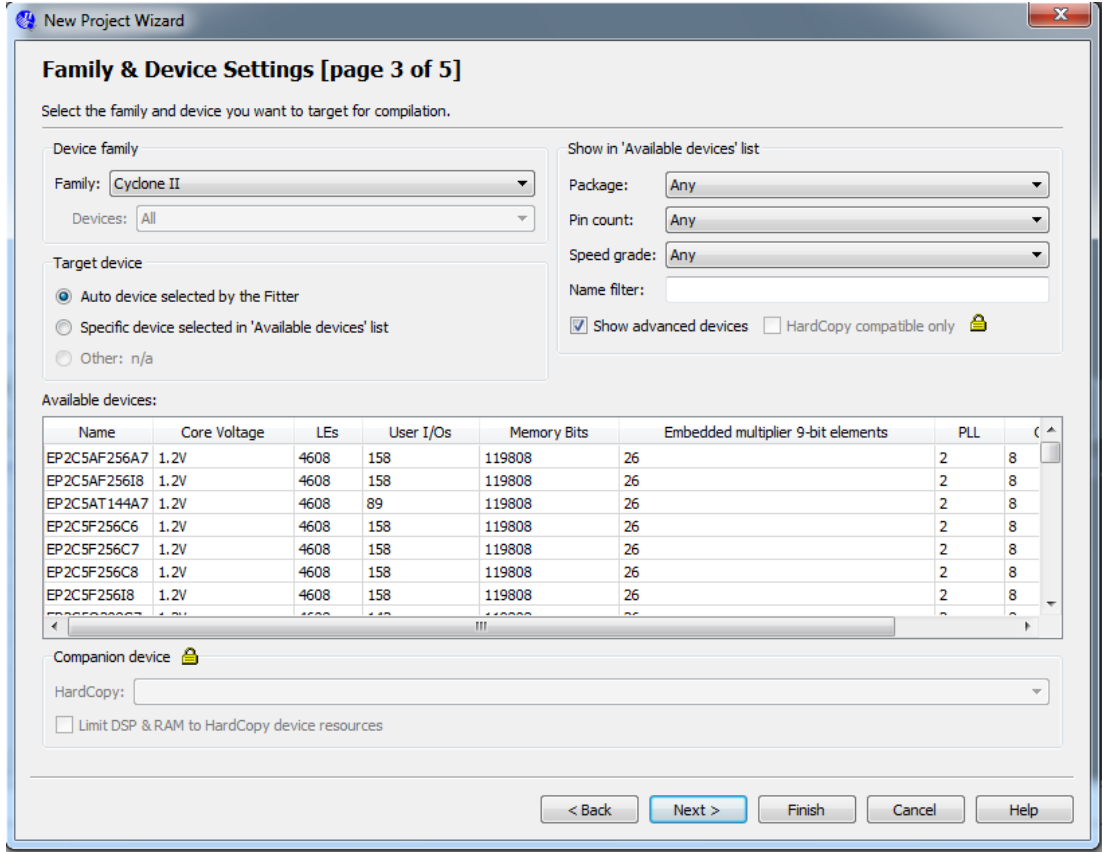 New Project Wizard
Family & Device Settings [page 3 of 5]
Select the family and device you want to target for compilation.
Device family
Family: Cyclone II
Devices: All
Target device
Auto device selected by the Fitter
Specific device selected in 'Available devices' list
Other: n/a
Show in 'Available devices' list
Package: Any
Pin count: Any
Speed grade: Any
Name filter:
Show advanced devices HardCopy compatible only
Available devices:
Name Core Voltage LEs User I/Os Memory Bits Embedded multiplier 9-bit elements PLL
EP2C5AF256A7 1.2V 4608 158 119808 26 2 8
EP2C5AF256I8 1.2V 4608 158 119808 26 2 8
EP2C5AT144A7 1.2V 4608 89 119808 26 2 8
EP2C5F256C6 1.2V 4608 158 119808 26 2 8
EP2C5F256C7 1.2V 4608 158 119808 26 2 8
EP2C5F256C8 1.2V 4608 158 119808 26 2 8
EP2C5F256I8 1.2V 4608 158 119808 26 2 8
Companion device
HardCopy:
Limit DSP & RAM to HardCopy device resources
< Back Next > Finish Cancel Help